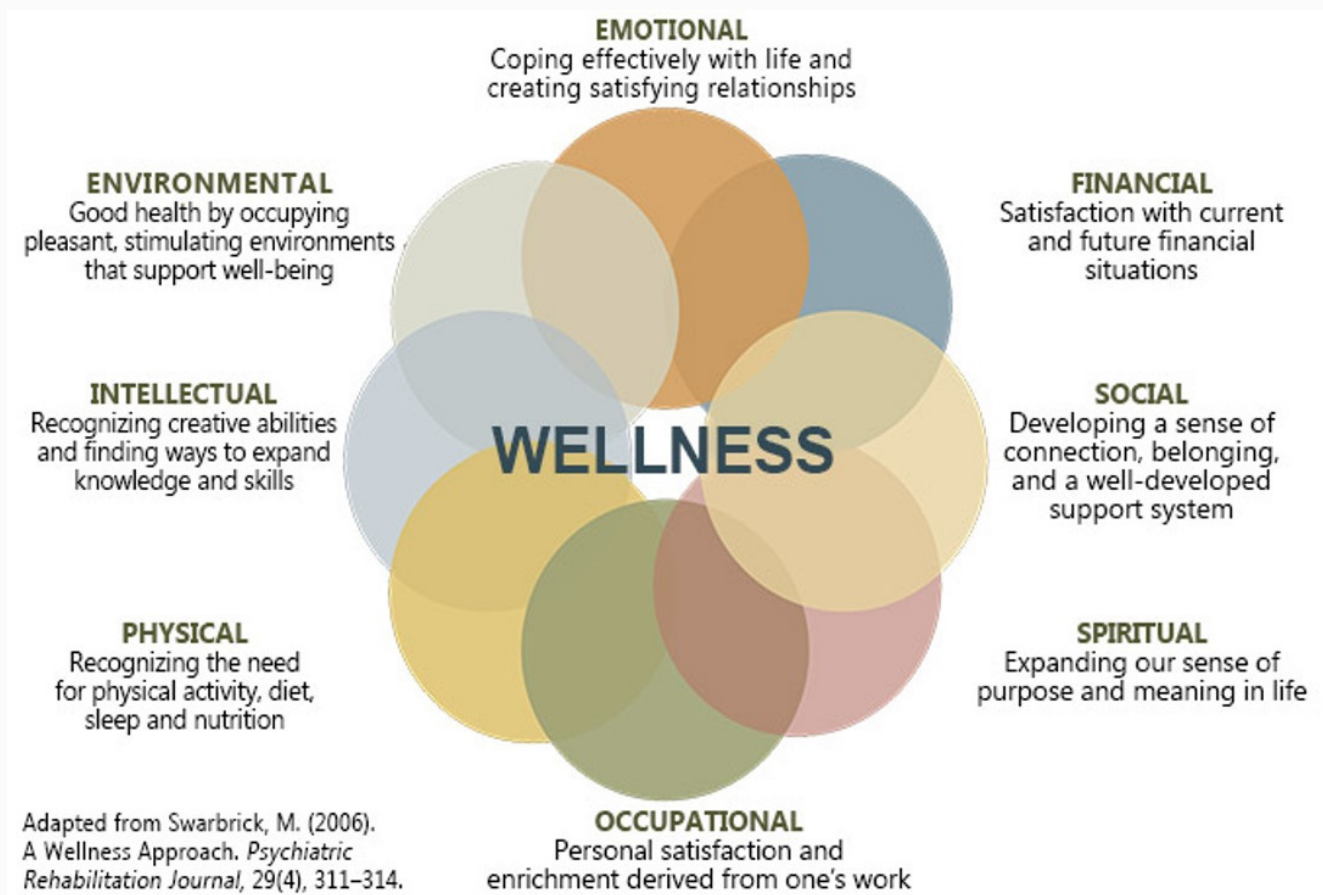 EMOTIONAL
Coping effectively with life and
creating satisfying relationships
ENVIRONMENTAL
Good health by occupying
pleasant, stimulating environments
that support well-being
FINANCIAL
Satisfaction with current
and future financial
situations
INTELLECTUAL
Recognizing creative abilities
and finding ways to expand
knowledge and skills
WELLNESS
SOCIAL
Developing a sense of
connection, belonging,
and a well-developed
support system
PHYSICAL
Recognizing the need
for physical activity, diet,
sleep and nutrition
SPIRITUAL
Expanding our sense of
purpose and meaning in life
OCCUPATIONAL
Personal satisfaction and
enrichment derived from one's work
Adapted from Swarbrick, M. (2006).
A Wellness Approach. Psychiatric
Rehabilitation Journal, 29(4), 311–314.